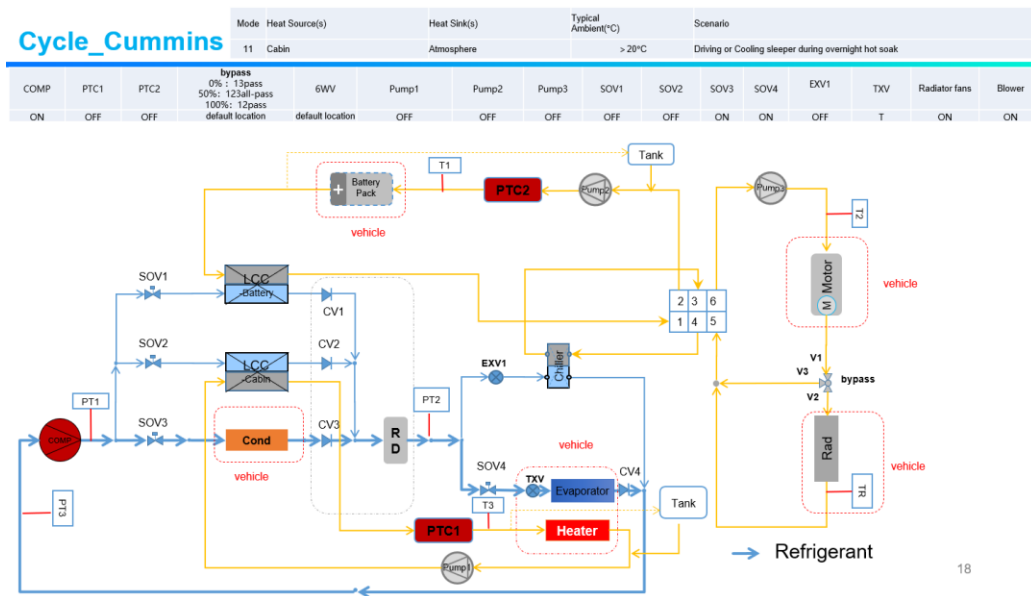 Cycle_Cummins
Mode Heat Source(s) Heat Sink(s) Typical Ambient(°C) Scenario
11 Cabin Atmosphere > 20°C Driving or Cooling sleeper during overnight hot soak
COMP PTC1 PTC2 bypass 6WV Pump1 Pump2 Pump3 SOV1 SOV2 SOV3 SOV4 EXV1 TXV Radiator fans Blower
0%：13pass
50%：123all-pass
100%：12pass
ON OFF OFF default location default location OFF OFF OFF OFF OFF ON ON OFF T ON ON
Tank
T1
Battery
Pack
+
PTC2
Pump2
Pump3
T2
vehicle
Motor
M
vehicle
SOV1
LCC
-Battery
CV1
2 3 6
1 4 5
SOV2
LCC
-Cabin
CV2
EXV1
Chiller
V1
V3
bypass
V2
PT1
PT2
SOV3
COMP
Cond
CV3
R
D
vehicle
vehicle
Rad
vehicle
SOV4
TXV
Evaporator
CV4
TR
PT3
T3
Tank
PTC1
Heater
Pump1
Refrigerant
18